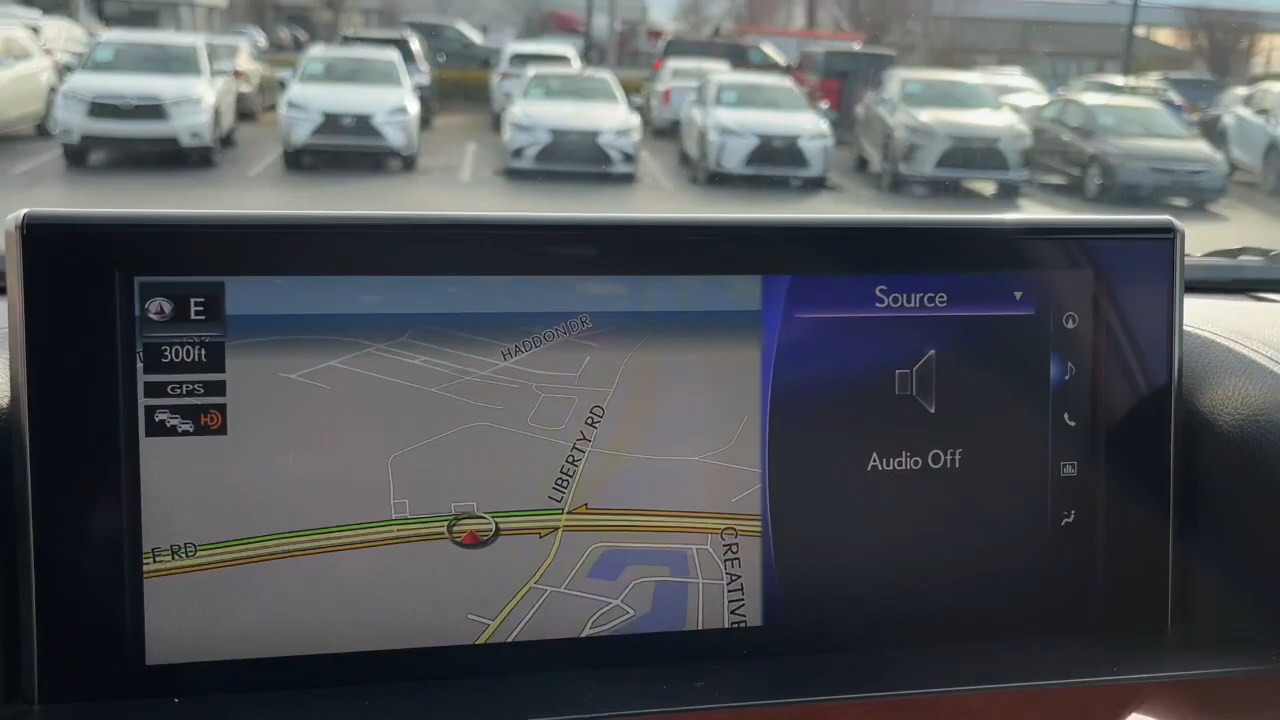 E
300ft
GPS
HD
HADDON DR
LIBERTY RD
E RD
CREATIVE
Source
Audio Off